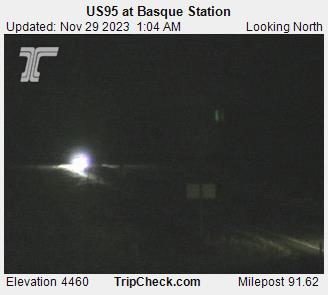 US95 at Basque Station
Updated: Nov 29 2023 1:04 AM Looking North
Elevation 4460 TripCheck.com Milepost 91.62